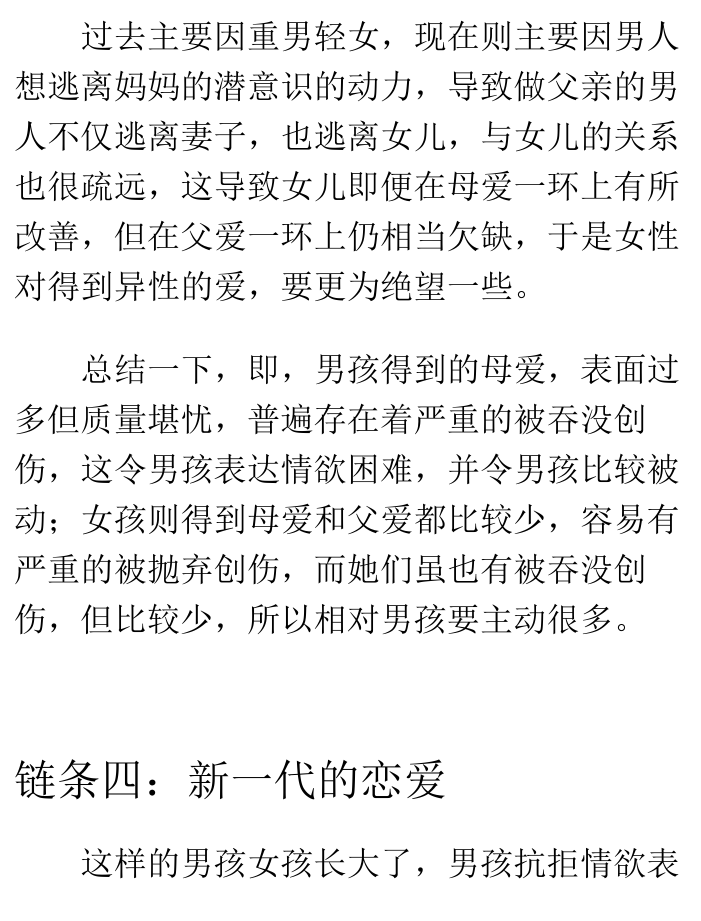 过去主要因重男轻女，现在则主要因男人
想逃离妈妈的潜意识的动力，导致做父亲的男
人不仅逃离妻子，也逃离女儿，与女儿的关系
也很疏远，这导致女儿即便在母爱一环上有所
改善，但在父爱一环上仍相当欠缺，于是女性
对得到异性的爱，要更为绝望一些。
总结一下，即，男孩得到的母爱，表面过
多但质量堪忧，普遍存在着严重的被吞没创
伤，这令男孩表达情欲困难，并令男孩比较被
动；女孩则得到母爱和父爱都比较少，容易有
严重的被抛弃创伤，而她们虽也有被吞没创
伤，但比较少，所以相对男孩要主动很多。
链条四：新一代的恋爱
这样的男孩女孩长大了，男孩抗拒情欲表